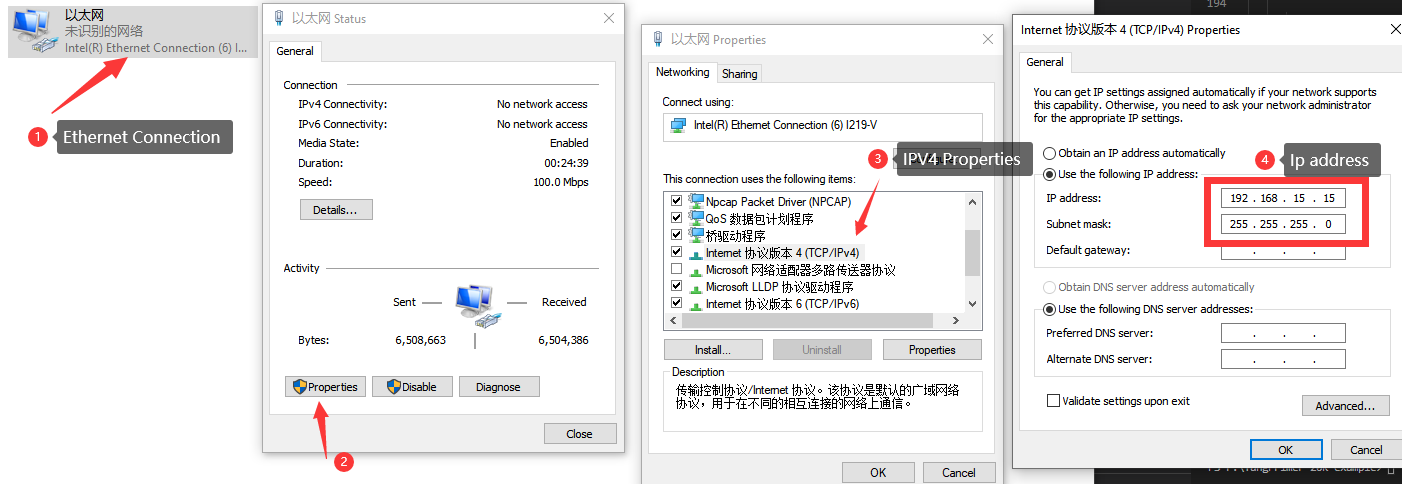 以太网
未识别的网络
Intel(R) Ethernet Connection (6) I...
1
Ethernet Connection
以太网 Status
General
Connection
IPv4 Connectivity:
No network access
IPv6 Connectivity:
No network access
Media State:
Enabled
Duration:
00:24:39
Speed:
100.0 Mbps
Details...
Activity
Sent
Received
Bytes:
6,508,663
6,504,386
Properties
Disable
Diagnose
Close
2
以太网 Properties
Networking
Sharing
Connect using:
Intel(R) Ethernet Connection (6) I219-V
3
IPV4 Properties
This connection uses the following items:
Npcap Packet Driver (NPCAP)
QoS 数据包计划程序
桥驱动程序
Internet 协议版本 4 (TCP/IPv4)
Microsoft 网络适配器多路传送器协议
Microsoft LLDP 协议驱动程序
Internet 协议版本 6 (TCP/IPv6)
Install...
Uninstall
Properties
Description
传输控制协议/Internet 协议。该协议是默认的广域网络
协议，用于在不同的相互连接的网络上通信。
OK
Cancel
194
Internet 协议版本 4 (TCP/IPv4) Properties
General
You can get IP settings assigned automatically if your network supports
this capability. Otherwise, you need to ask your network administrator
for the appropriate IP settings.
Obtain an IP address automatically
4
Ip address
Use the following IP address:
IP address:
192 . 168 . 15 . 15
Subnet mask:
255 . 255 . 255 . 0
Default gateway:
. . .
Obtain DNS server address automatically
Use the following DNS server addresses:
Preferred DNS server:
. . .
Alternate DNS server:
. . .
Validate settings upon exit
Advanced...
OK
Cancel